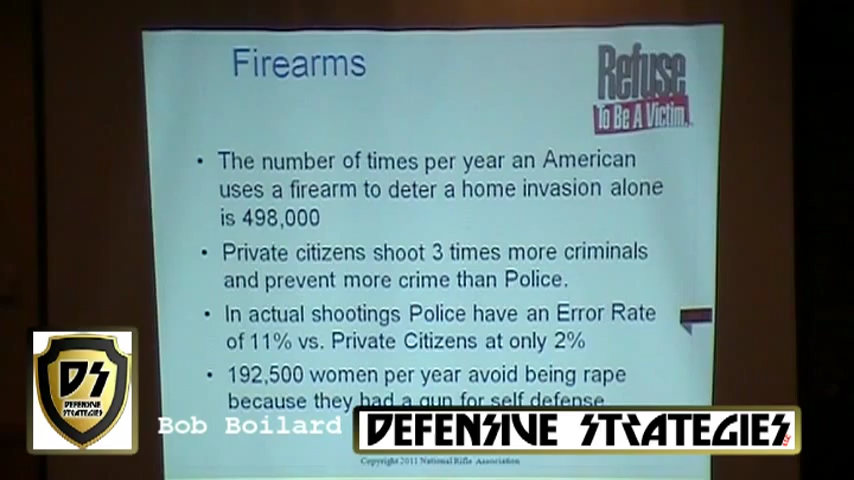 Firearms
Refuse
To Be A Victim.
• The number of times per year an American
uses a firearm to deter a home invasion alone
is 498,000
• Private citizens shoot 3 times more criminals
and prevent more crime than Police.
• In actual shootings Police have an Error Rate
of 11% vs. Private Citizens at only 2%
• 192,500 women per year avoid being rape
because they had a gun for self defense
DS
DEFENSIVE
STRATEGIES
Bob Boilard
DEFENSIVE STRATEGIES
Copyright 2011 National Rifle Association